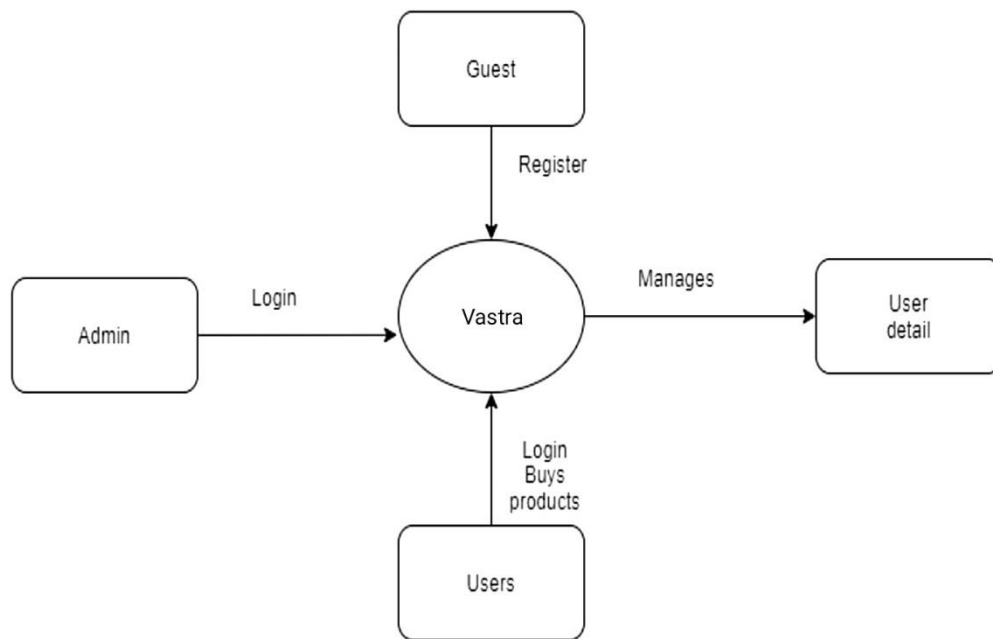 Guest
Register
Manages
Login
Vastra
User
detail
Admin
Login
Buys
products
Users